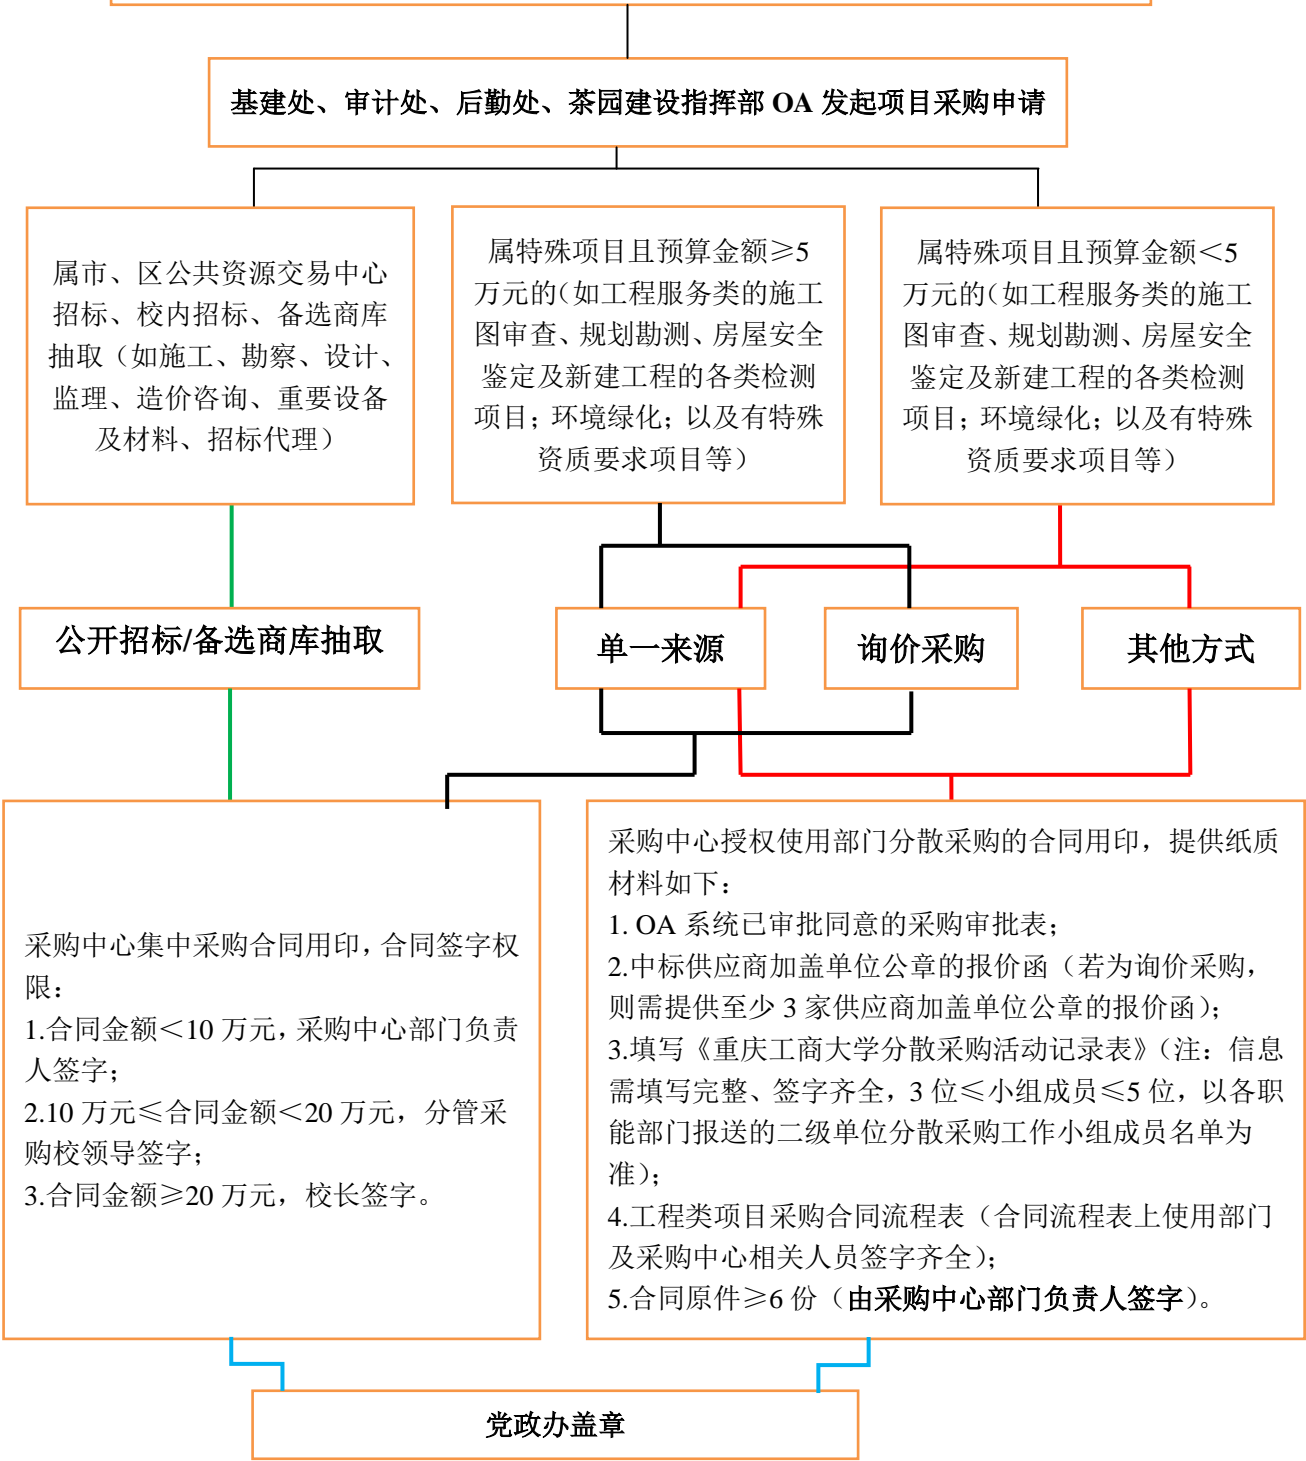 基建处、审计处、后勤处、茶园建设指挥部 OA 发起项目采购申请
属市、区公共资源交易中心
招标、校内招标、备选商库
抽取（如施工、勘察、设计、
监理、造价咨询、重要设备
及材料、招标代理）
属特殊项目且预算金额≥5
万元的（如工程服务类的施工
图审查、规划勘测、房屋安全
鉴定及新建工程的各类检测
项目；环境绿化；以及有特殊
资质要求项目等）
属特殊项目且预算金额＜5
万元的（如工程服务类的施工
图审查、规划勘测、房屋安全
鉴定及新建工程的各类检测
项目；环境绿化；以及有特殊
资质要求项目等）
公开招标/备选商库抽取
单一来源
询价采购
其他方式
采购中心集中采购合同用印，合同签字权
限：
1.合同金额＜10 万元，采购中心部门负责
人签字；
2.10 万元≤合同金额＜20 万元，分管采
购校领导签字；
3.合同金额≥20 万元，校长签字。
采购中心授权使用部门分散采购的合同用印，提供纸质
材料如下：
1. OA 系统已审批同意的采购审批表；
2.中标供应商加盖单位公章的报价函（若为询价采购，
则需提供至少 3 家供应商加盖单位公章的报价函）；
3.填写《重庆工商大学分散采购活动记录表》（注：信息
需填写完整、签字齐全，3 位≤小组成员≤5 位，以各职
能部门报送的二级单位分散采购工作小组成员名单为
准）；
4.工程类项目采购合同流程表（合同流程表上使用部门
及采购中心相关人员签字齐全）；
5.合同原件≥6 份（由采购中心部门负责人签字）。
党政办盖章